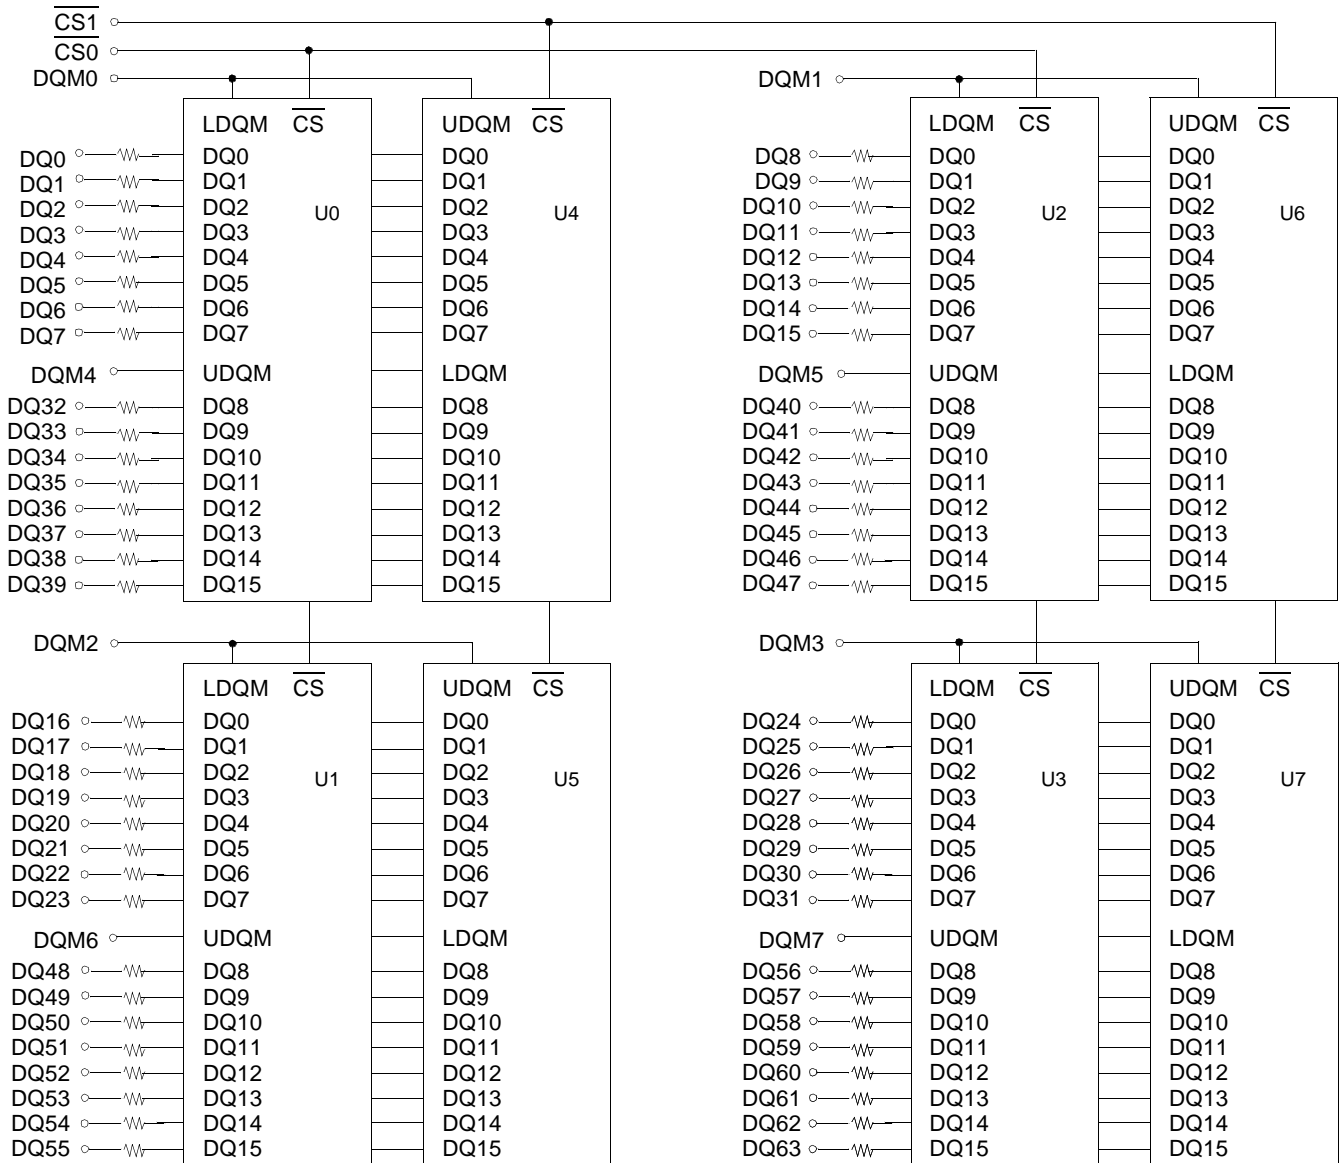 CS1
CS0
DQM0 DQM1
LDQM CS UDQM CS LDQM CS UDQM CS
DQ0 DQ0 DQ0 DQ8 DQ0 DQ0
DQ1 DQ1 DQ1 DQ9 DQ1 DQ1
DQ2 DQ2 U0 DQ2 U4 DQ10 DQ2 U2 DQ2 U6
DQ3 DQ3 DQ3 DQ11 DQ3 DQ3
DQ4 DQ4 DQ4 DQ12 DQ4 DQ4
DQ5 DQ5 DQ5 DQ13 DQ5 DQ5
DQ6 DQ6 DQ6 DQ14 DQ6 DQ6
DQ7 DQ7 DQ7 DQ15 DQ7 DQ7
DQM4 UDQM LDQM DQM5 UDQM LDQM
DQ32 DQ8 DQ8 DQ40 DQ8 DQ8
DQ33 DQ9 DQ9 DQ41 DQ9 DQ9
DQ34 DQ10 DQ10 DQ42 DQ10 DQ10
DQ35 DQ11 DQ11 DQ43 DQ11 DQ11
DQ36 DQ12 DQ12 DQ44 DQ12 DQ12
DQ37 DQ13 DQ13 DQ45 DQ13 DQ13
DQ38 DQ14 DQ14 DQ46 DQ14 DQ14
DQ39 DQ15 DQ15 DQ47 DQ15 DQ15
DQM2 DQM3
LDQM CS UDQM CS LDQM CS UDQM CS
DQ16 DQ0 DQ0 DQ24 DQ0 DQ0
DQ17 DQ1 DQ1 DQ25 DQ1 DQ1
DQ18 DQ2 U1 DQ2 U5 DQ26 DQ2 U3 DQ2 U7
DQ19 DQ3 DQ3 DQ27 DQ3 DQ3
DQ20 DQ4 DQ4 DQ28 DQ4 DQ4
DQ21 DQ5 DQ5 DQ29 DQ5 DQ5
DQ22 DQ6 DQ6 DQ30 DQ6 DQ6
DQ23 DQ7 DQ7 DQ31 DQ7 DQ7
DQM6 UDQM LDQM DQM7 UDQM LDQM
DQ48 DQ8 DQ8 DQ56 DQ8 DQ8
DQ49 DQ9 DQ9 DQ57 DQ9 DQ9
DQ50 DQ10 DQ10 DQ58 DQ10 DQ10
DQ51 DQ11 DQ11 DQ59 DQ11 DQ11
DQ52 DQ12 DQ12 DQ60 DQ12 DQ12
DQ53 DQ13 DQ13 DQ61 DQ13 DQ13
DQ54 DQ14 DQ14 DQ62 DQ14 DQ14
DQ55 DQ15 DQ15 DQ63 DQ15 DQ15